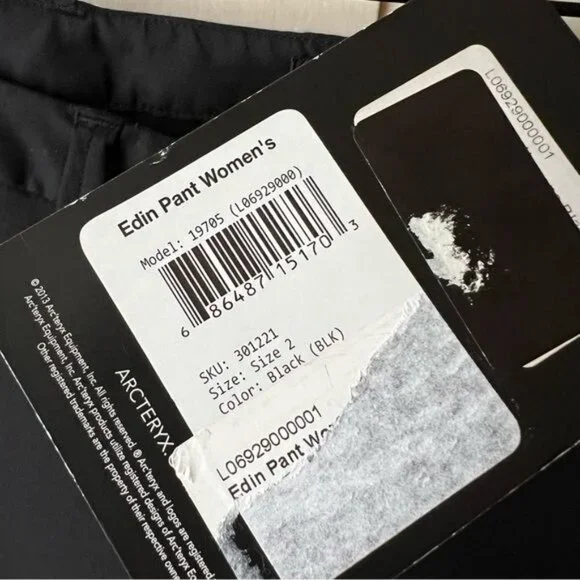 Edin Pant Women's
Model: 19705 (L06929000)
6 86487 15170 3
SKU: 301221
Size: Size 2
Color: Black (BLK)
L06929000001
Edin Pant Wo
L06929000001
ARC'TERYX.
© 2013 Arc'teryx Equipment, Inc. All rights reserved. ® Arc'teryx and logos are registered
Arc'teryx Equipment, Inc. Arc'teryx products utilize registered designs of Arc'teryx Equip
Other registered trademarks are the property of their respective owne